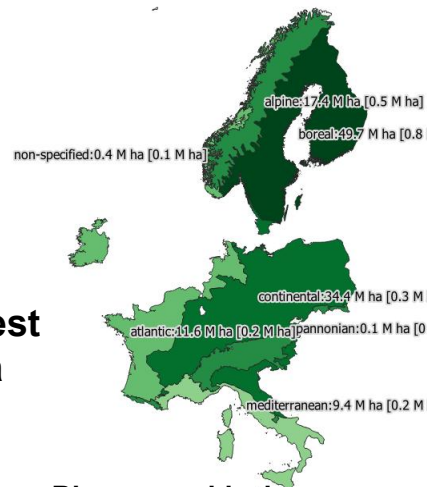 alpine:17.4 M ha [0.5 M ha]
boreal:49.7 M ha [0.8
non-specified:0.4 M ha [0.1 M ha]
continental:34.4 M ha [0.3 M
atlantic:11.6 M ha [0.2 M ha]
pannonian:0.1 M ha [0
mediterranean:9.4 M ha [0.2 M